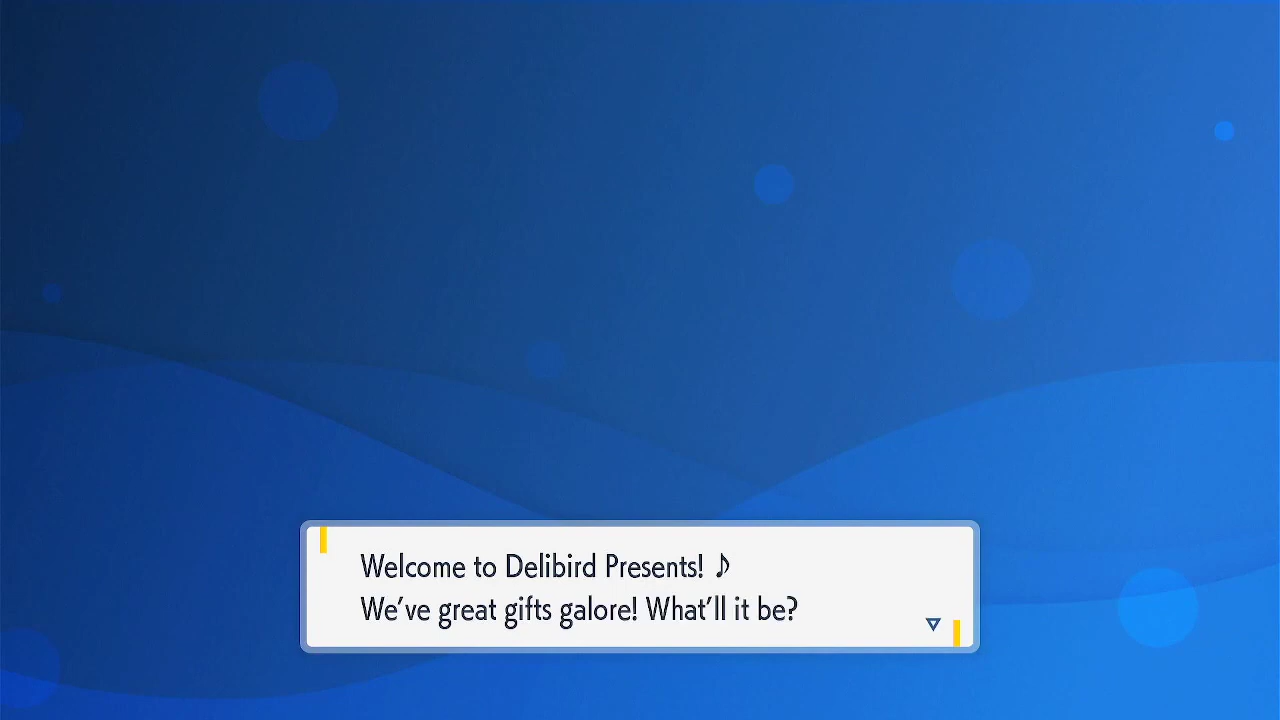 Welcome to Delibird Presents! ♪
We've great gifts galore! What'll it be?